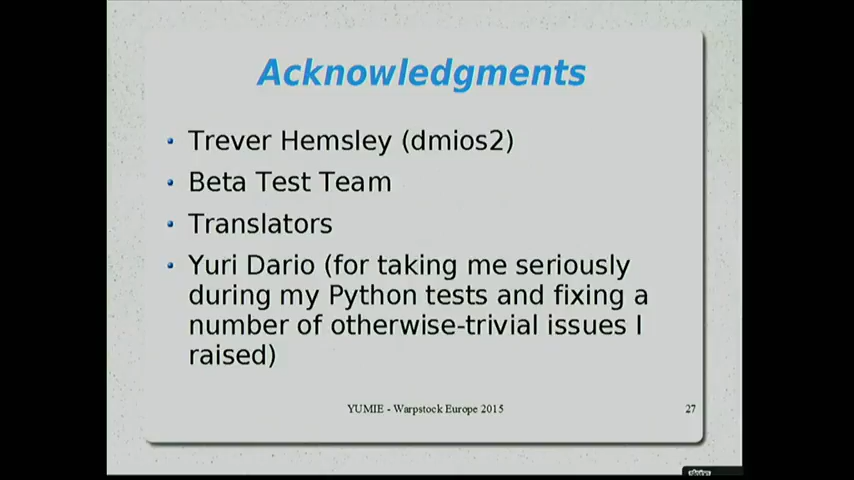 Acknowledgments
• Trever Hemsley (dmios2)
• Beta Test Team
• Translators
• Yuri Dario (for taking me seriously
during my Python tests and fixing a
number of otherwise-trivial issues I
raised)
YUMIE - Warpstock Europe 2015
27